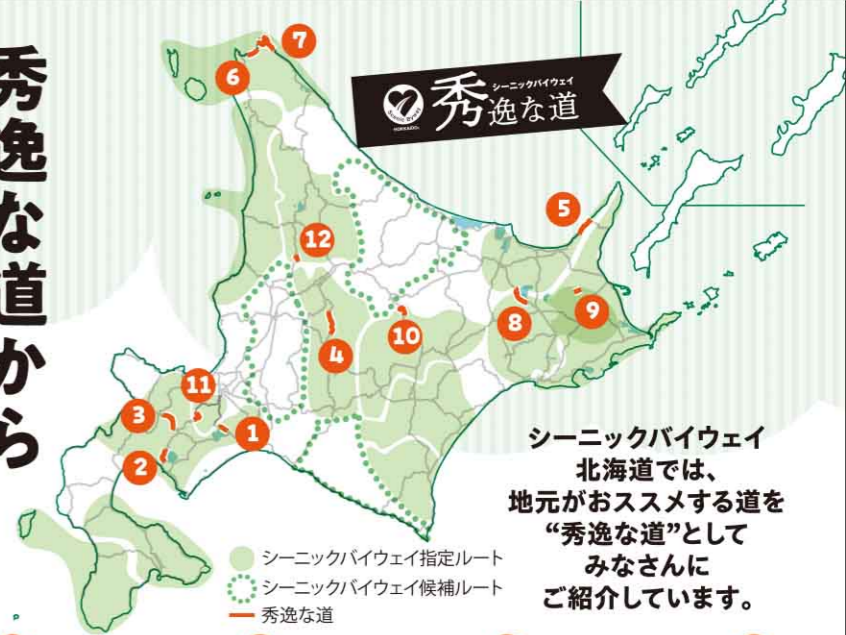 秀逸な道から
7
6
シーニックバイウェイ
秀逸な道
Scenic Byway
HOKKAIDO
5
12
9
8
10
4
11
3
1
2
シーニックバイウェイ
北海道では、
地元がおススメする道を
“秀逸な道”として
みなさんに
ご紹介しています。
シーニックバイウェイ指定ルート
シーニックバイウェイ候補ルート
秀逸な道